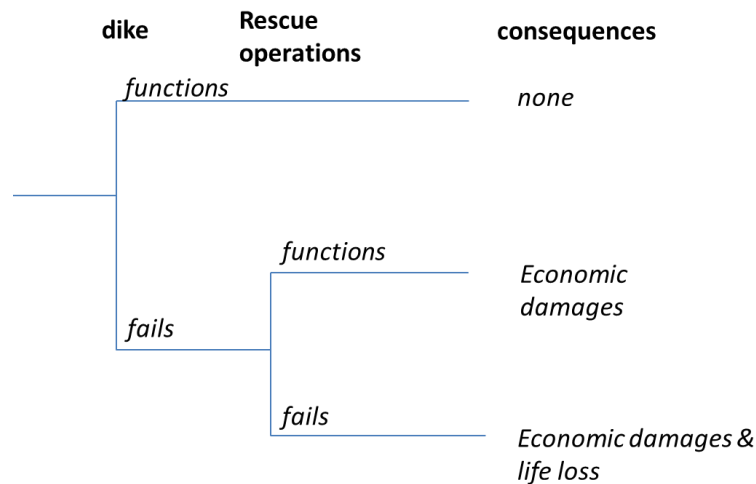 dike
Rescue
operations
consequences
functions
none
functions
Economic
damages
fails
fails
Economic damages &
life loss